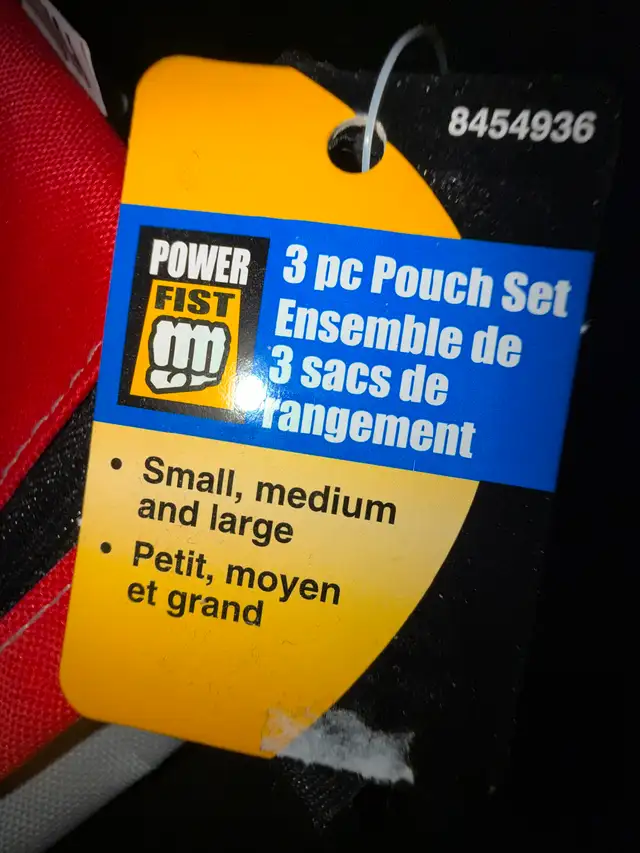 8454936
POWER
FIST
3 pc Pouch Set
Ensemble de
3 sacs de
rangement
• Small, medium
and large
• Petit, moyen
et grand